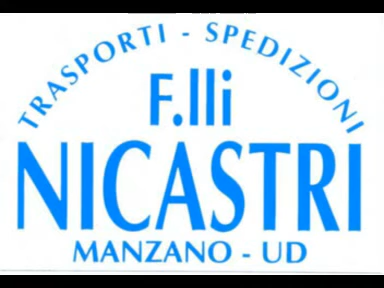 TRASPORTI - SPEDIZIONI
F.lli
NICASTRI
MANZANO - UD